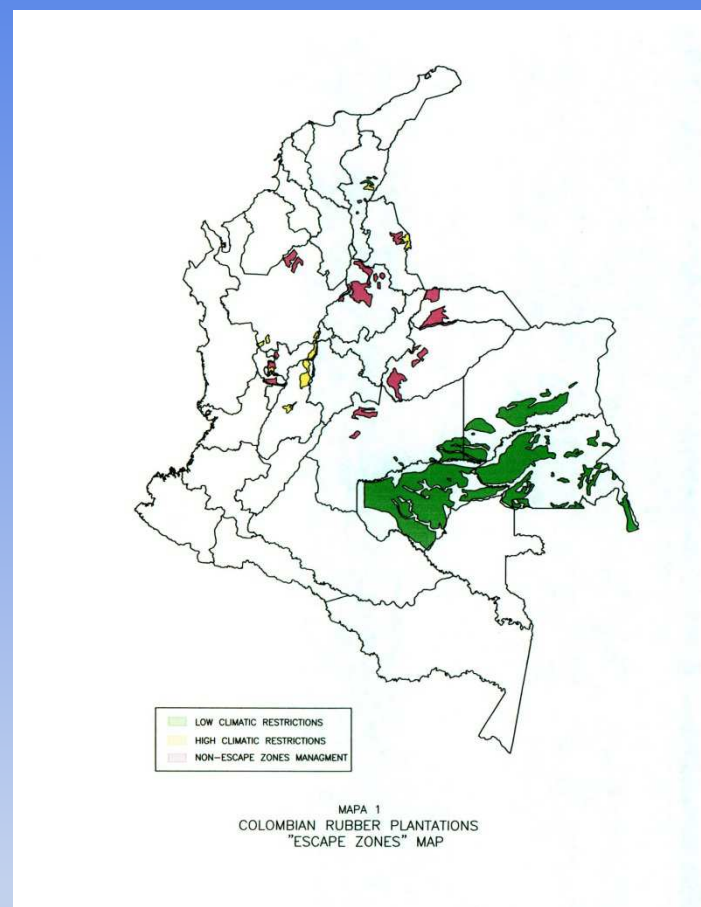 LOW CLIMATIC RESTRICTIONS
HIGH CLIMATIC RESTRICTIONS
NON-ESCAPE ZONES MANAGMENT
MAPA 1
COLOMBIAN RUBBER PLANTATIONS
"ESCAPE ZONES" MAP